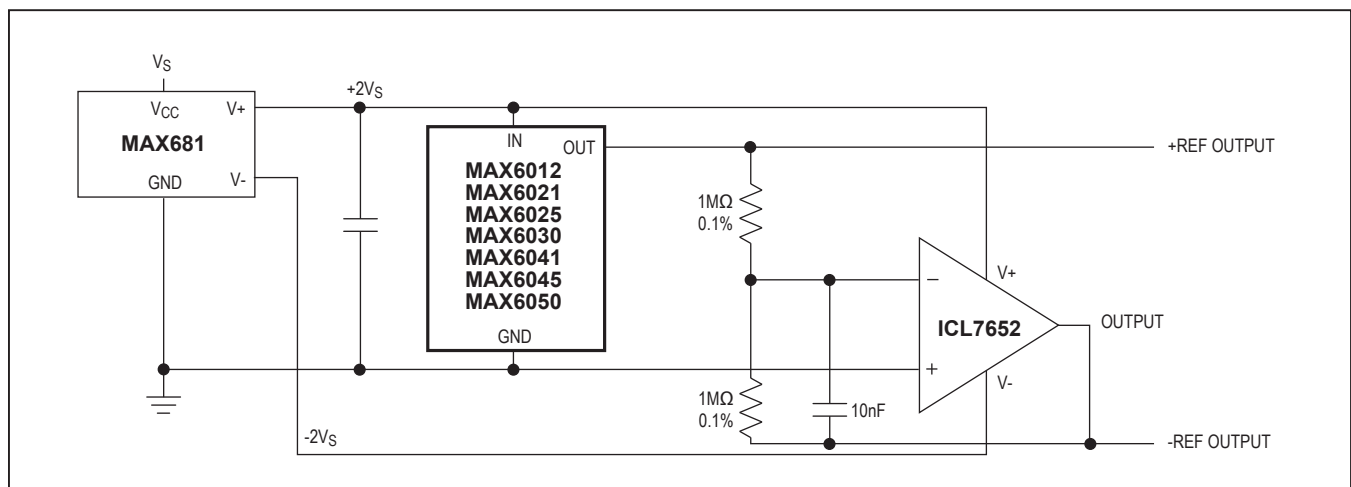 V_S
+2V_S
V_CC
V+
MAX681
GND
V-
IN
OUT
MAX6012
MAX6021
MAX6025
MAX6030
MAX6041
MAX6045
MAX6050
GND
+REF OUTPUT
1MΩ
0.1%
−
V+
ICL7652
OUTPUT
+
V-
1MΩ
0.1%
10nF
-2V_S
-REF OUTPUT